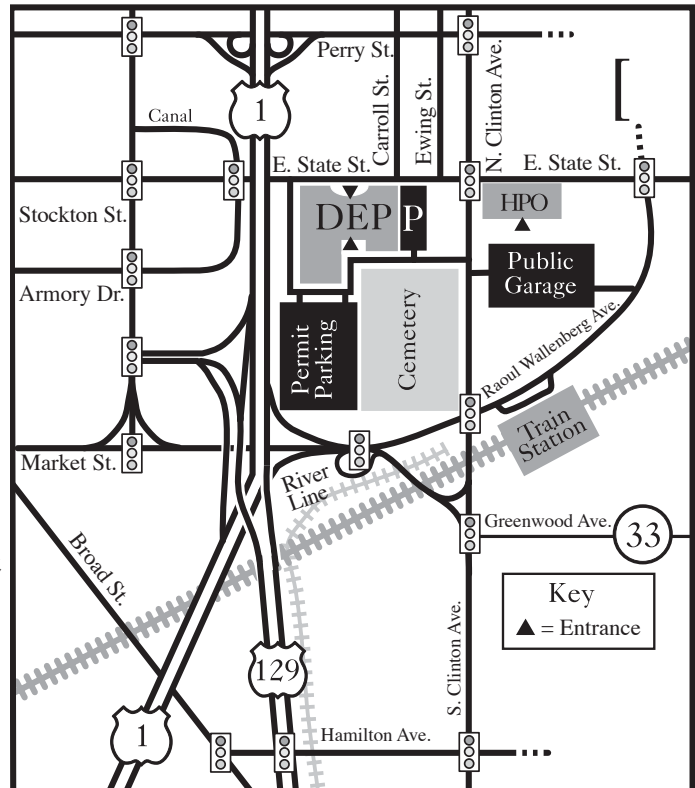 Perry St.
Carroll St.
Ewing St.
N. Clinton Ave.
1
Canal
E. State St.
E. State St.
Stockton St.
DEP
P
HPO
Public
Garage
Armory Dr.
Permit
Parking
Cemetery
Raoul Wallenberg Ave.
Train
Station
Market St.
River
Line
Greenwood Ave.
33
Broad St.
Key
▲ = Entrance
S. Clinton Ave.
129
1
Hamilton Ave.